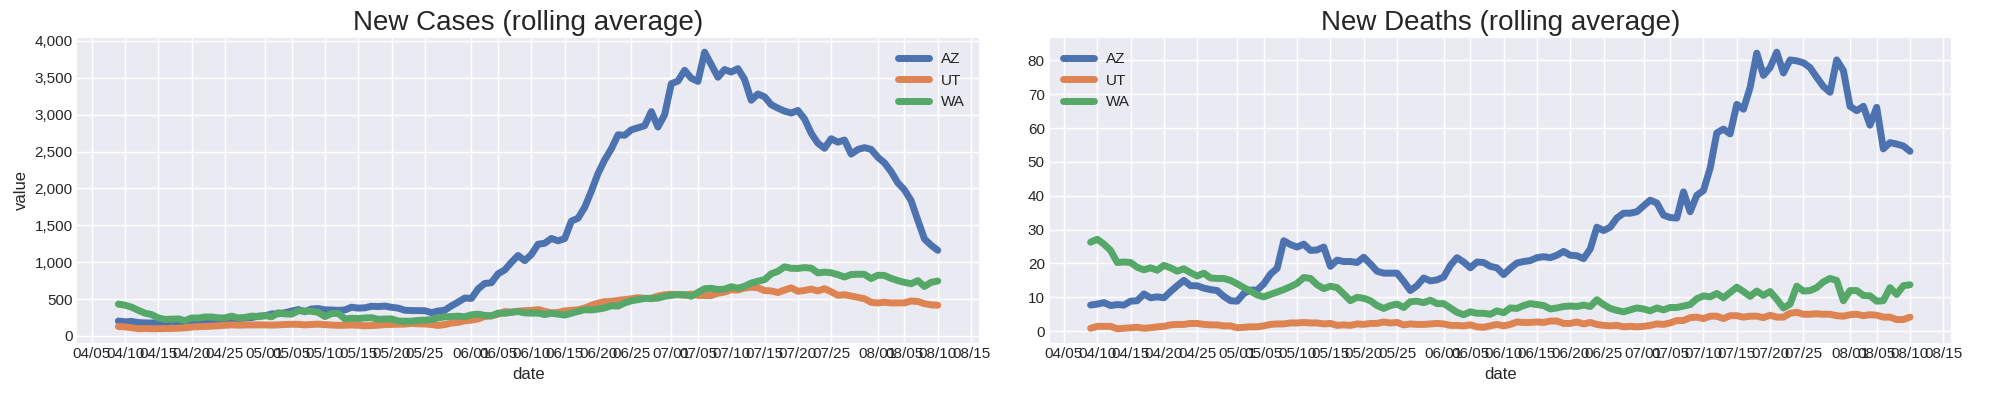 New Cases (rolling average)
4,000
3,500
3,000
2,500
2,000
1,500
1,000
500
0
value
AZ
UT
WA
04/05 04/10 04/15 04/20 04/25 05/01 05/05 05/10 05/15 05/20 05/25 06/01 06/05 06/10 06/15 06/20 06/25 07/01 07/05 07/10 07/15 07/20 07/25 08/01 08/05 08/10 08/15
date
New Deaths (rolling average)
80
70
60
50
40
30
20
10
0
AZ
UT
WA
04/05 04/10 04/15 04/20 04/25 05/01 05/05 05/10 05/15 05/20 05/25 06/01 06/05 06/10 06/15 06/20 06/25 07/01 07/05 07/10 07/15 07/20 07/25 08/01 08/05 08/10 08/15
date